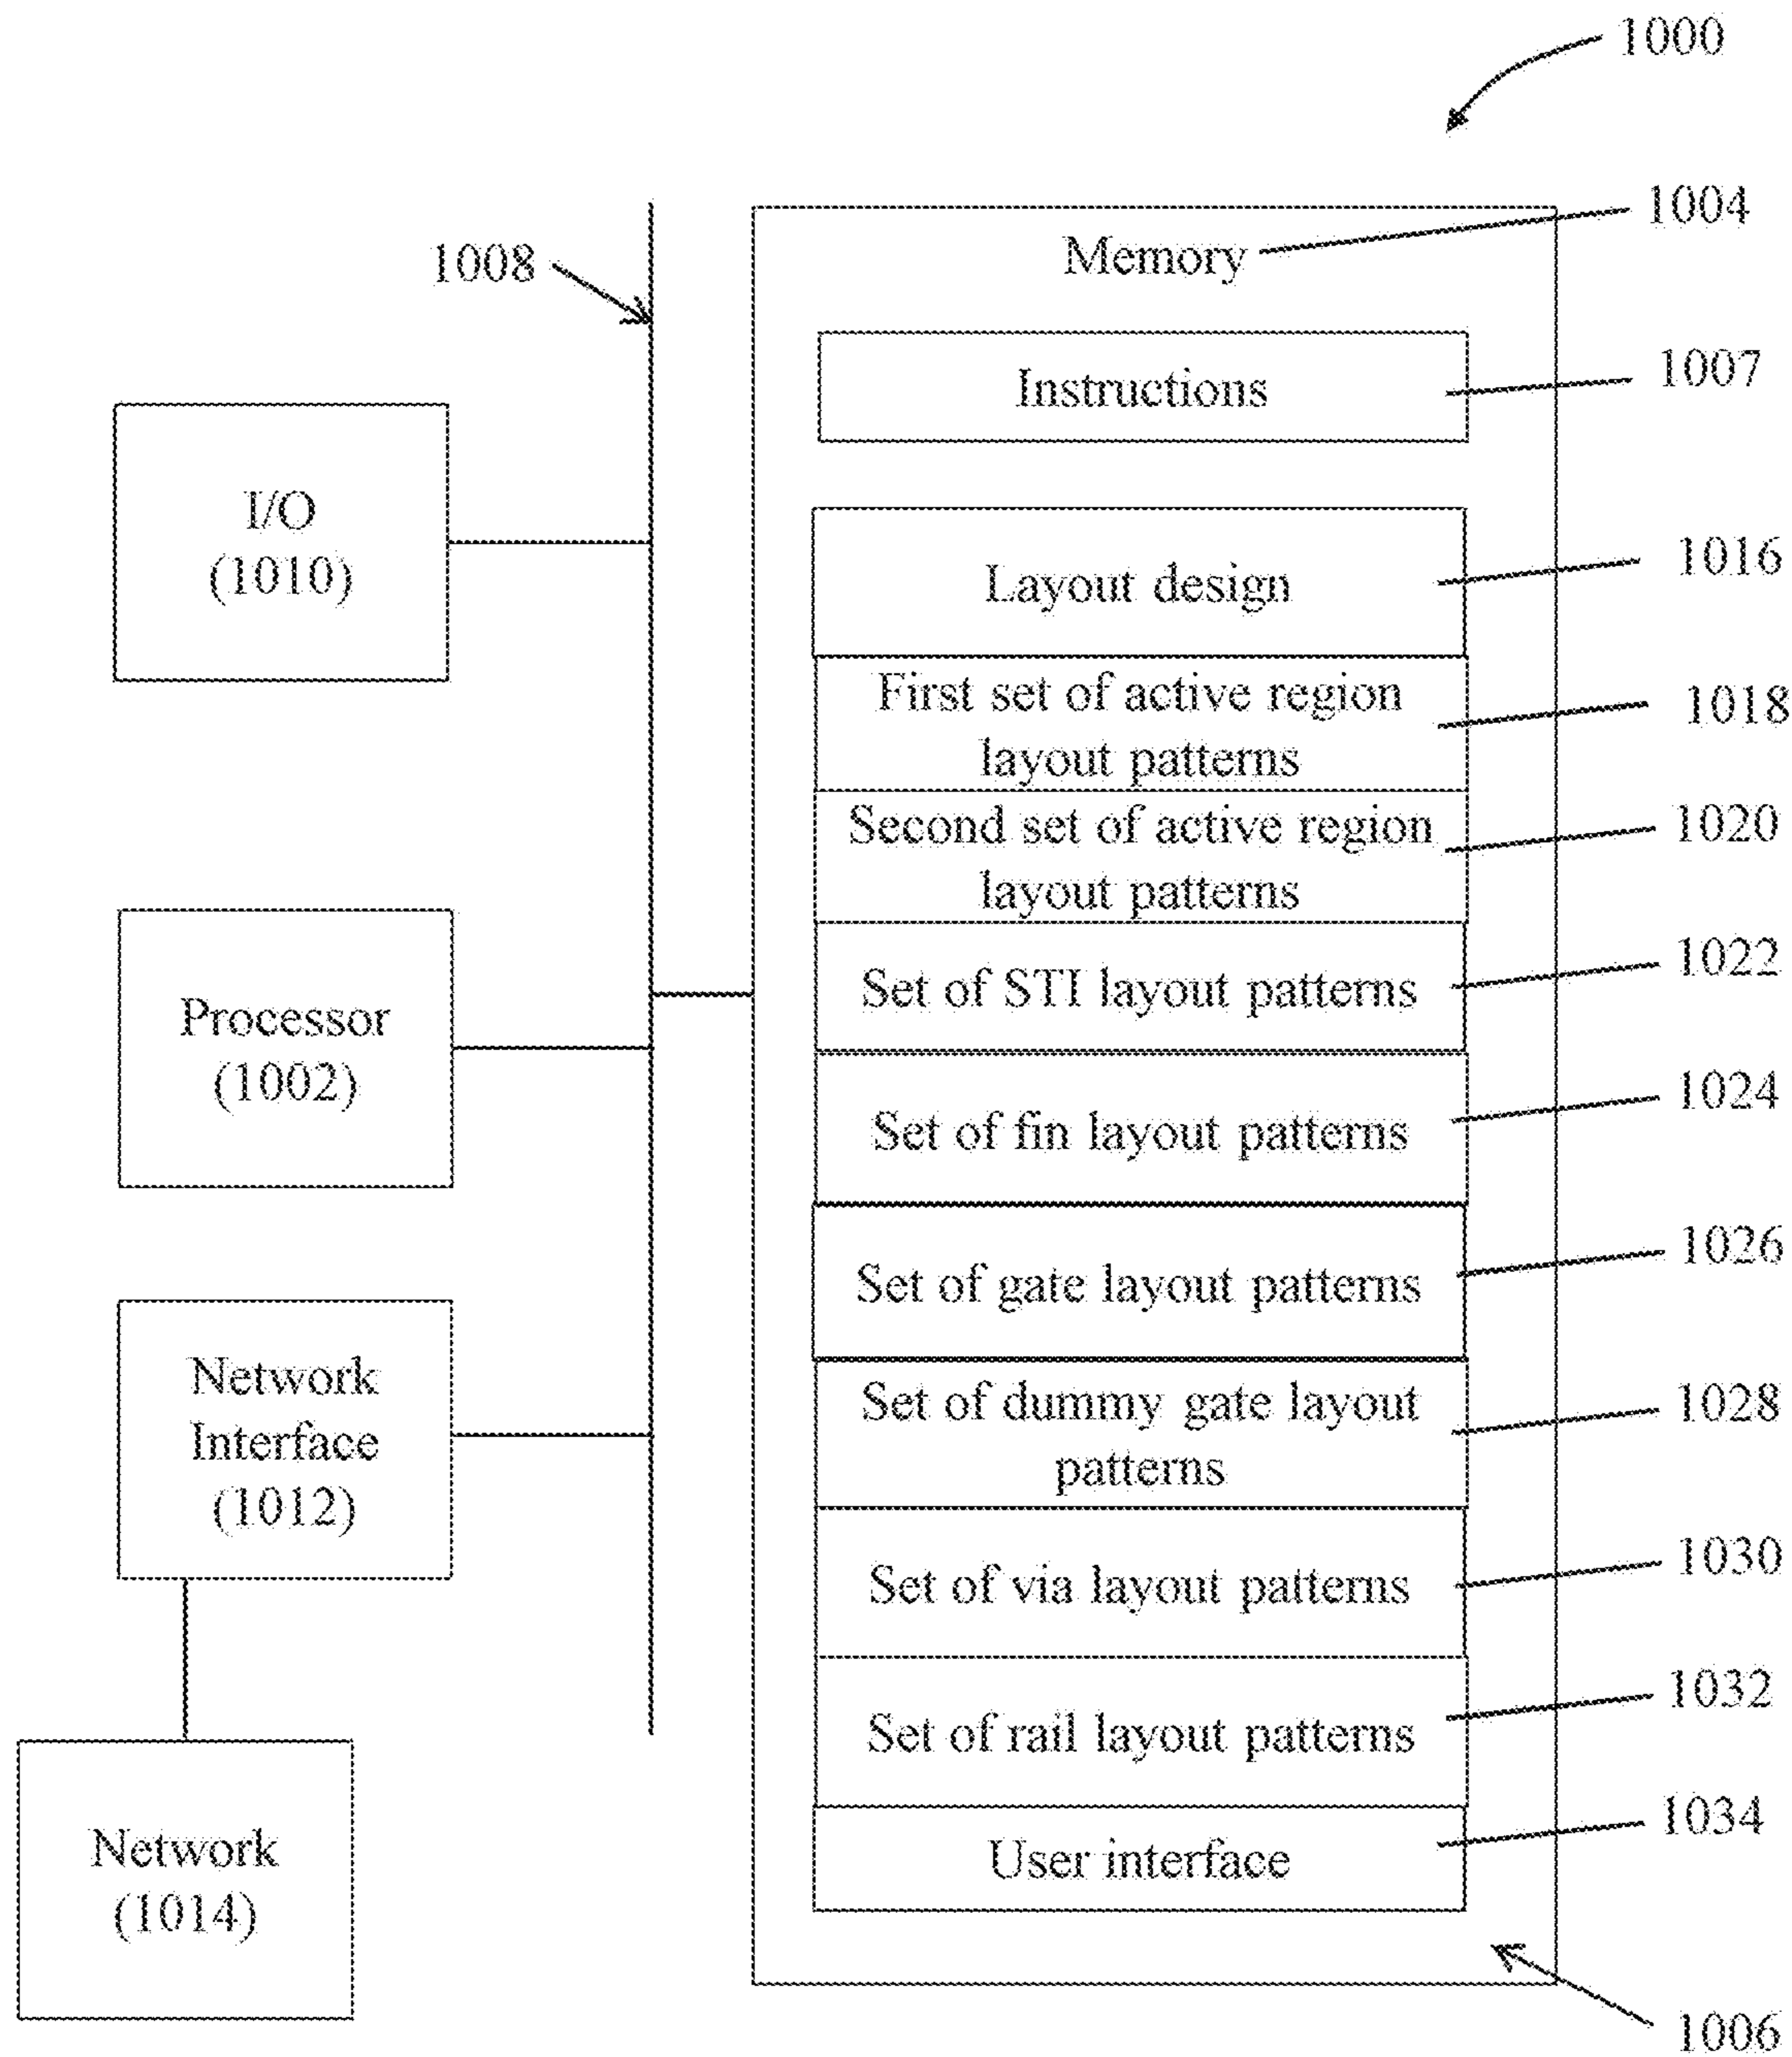 1000
1004
Memory
1008
Instructions
1007
I/O
(1010)
Layout design
1016
First set of active region
layout patterns
1018
Second set of active region
layout patterns
1020
Processor
(1002)
Set of STI layout patterns
1022
Set of fin layout patterns
1024
Set of gate layout patterns
1026
Network
Interface
(1012)
Set of dummy gate layout
patterns
1028
Set of via layout patterns
1030
Set of rail layout patterns
1032
Network
(1014)
User interface
1034
1006